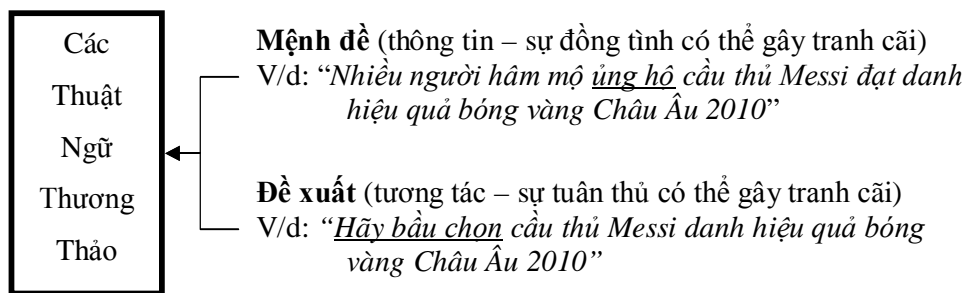 Các
Thuật
Ngữ
Thương
Thảo
Mệnh đề (thông tin – sự đồng tình có thể gây tranh cãi)
V/d: “Nhiều người hâm mộ ủng hộ cầu thủ Messi đạt danh
hiệu quả bóng vàng Châu Âu 2010”
Đề xuất (tương tác – sự tuân thủ có thể gây tranh cãi)
V/d: “Hãy bầu chọn cầu thủ Messi danh hiệu quả bóng
vàng Châu Âu 2010”